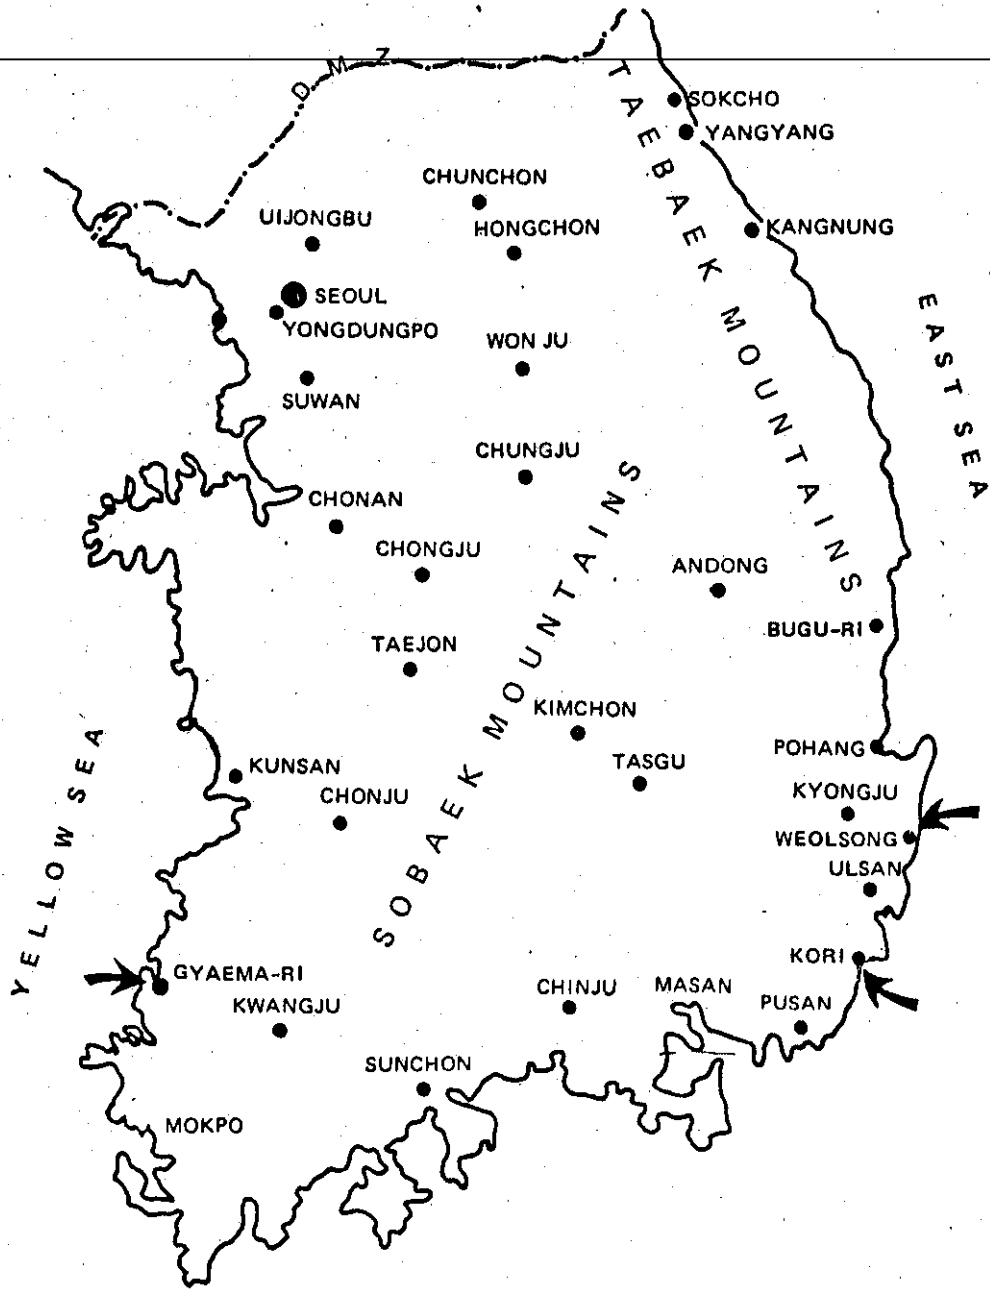 DMZ
TAEBAEK MOUNTAINS
SOKCHO
YANGYANG
CHUNCHON
UIJONGBU
HONGCHON
KANGNUNG
SEOUL
YONGDUNGPO
EAST SEA
WON JU
SUWAN
CHUNGJU
CHONAN
CHONGJU
SOBAEK MOUNTAINS
ANDONG
BUGU-RI
TAEJON
KIMCHON
POHANG
TASGU
YELLOW SEA
KUNSAN
CHONJU
KYONGJU
WEOLSONG
ULSAN
KORI
GYAEMA-RI
KWANGJU
CHINJU
MASAN
PUSAN
SUNCHON
MOKPO